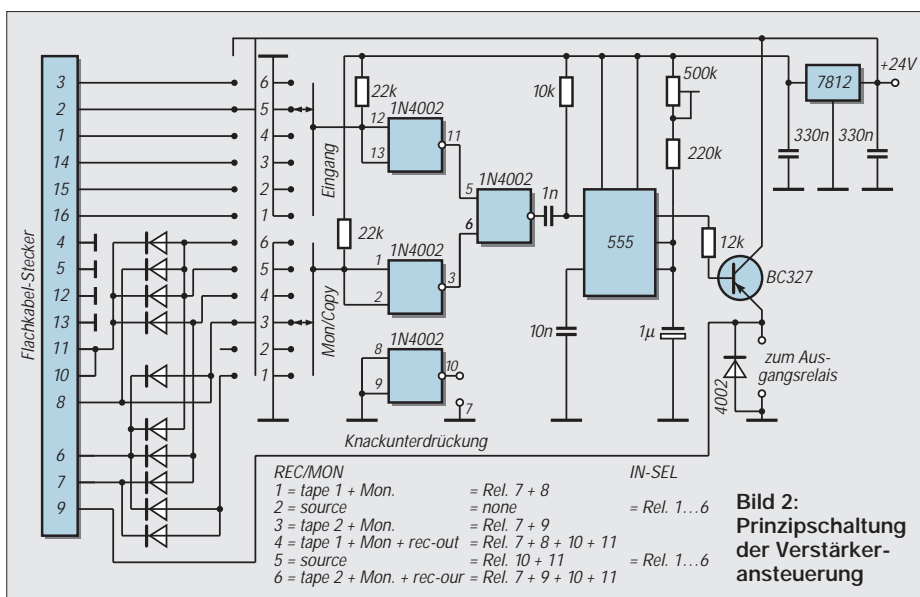 Flachkabel-Stecker
3
2
1
14
15
16
4
5
12
13
11
10
8
6
7
9
6
5
4
3
2
1
Eingang
6
5
4
3
2
1
Mon/Copy
22k
1N4002
12
13
11
22k
1N4002
1
2
3
1N4002
5
6
1N4002
8
9
10
7
Knackunterdrückung
1n
10k
10n
555
500k
220k
1µ
12k
BC327
7812
+24V
330n
330n
4002
zum Aus-
gangsrelais
REC/MON IN-SEL
1 = tape 1 + Mon. = Rel. 7 + 8
2 = source = none = Rel. 1...6
3 = tape 2 + Mon. = Rel. 7 + 9
4 = tape 1 + Mon + rec-out = Rel. 7 + 8 + 10 + 11
5 = source = Rel. 10 + 11 = Rel. 1...6
6 = tape 2 + Mon. + rec-our = Rel. 7 + 9 + 10 + 11
Bild 2:
Prinzipschaltung
der Verstärker-
ansteuerung